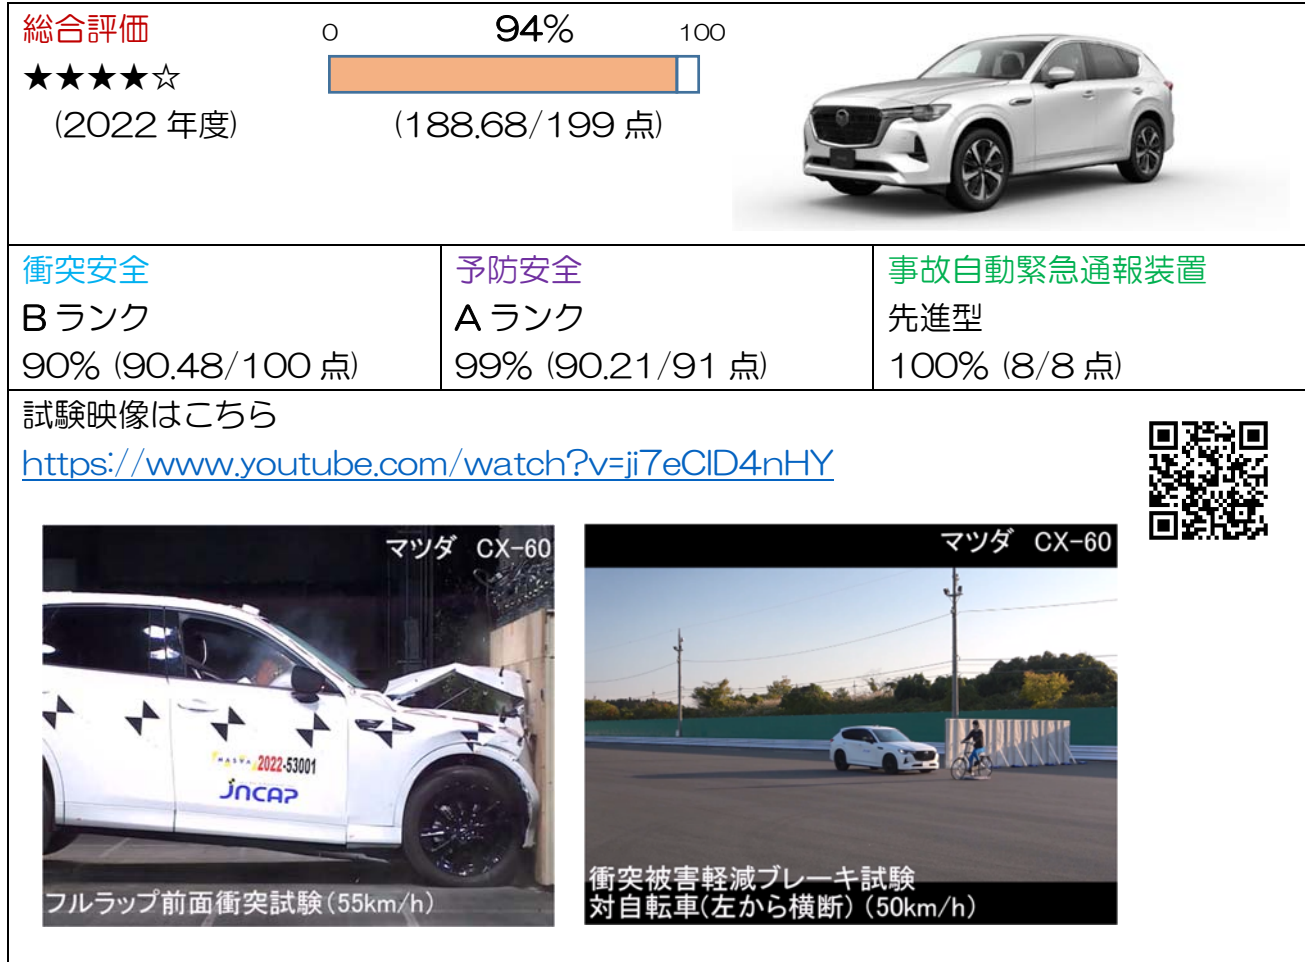 総合評価
0 94% 100
★★★★☆
(2022 年度)
(188.68/199 点)
衝突安全
B ランク
90% (90.48/100 点)
予防安全
A ランク
99% (90.21/91 点)
事故自動緊急通報装置
先進型
100% (8/8 点)
試験映像はこちら
https://www.youtube.com/watch?v=ji7eCID4nHY
マツダ CX-60
2022-53001
JNCAP
フルラップ前面衝突試験(55km/h)
マツダ CX-60
衝突被害軽減ブレーキ試験
対自転車(左から横断)(50km/h)